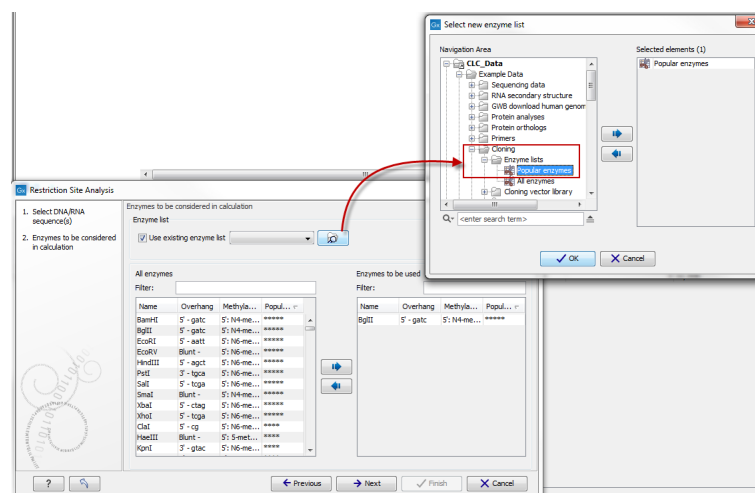 Gx Select new enzyme list
Navigation Area
CLC_Data
Example Data
Sequencing data
RNA secondary structure
GWB download human genom
Protein analyses
Protein orthologs
Primers
Cloning
Enzyme lists
Popular enzymes
All enzymes
Cloning vector library
<enter search term>
Selected elements (1)
Popular enzymes
OK
Cancel
Gx Restriction Site Analysis
1. Select DNA/RNA
sequence(s)
2. Enzymes to be considered
in calculation
Enzymes to be considered in calculation
Enzyme list
Use existing enzyme list
All enzymes
Filter:
Name Overhang Methyla... Popul...
BamHI 5' - gatc 5': N4-me... *****
BglII 5' - gatc 5': N4-me... *****
EcoRI 5' - aatt 5': N6-me... *****
EcoRV Blunt - 5': N6-me... *****
HindIII 5' - agct 5': N6-me... *****
PstI 3' - tgca 5': N6-me... *****
SalI 5' - tcga 5': N6-me... *****
SmaI Blunt - 5': N4-me... *****
XbaI 5' - ctag 5': N6-me... *****
XhoI 5' - tcga 5': N6-me... *****
ClaI 5' - cg 5': N6-me... ****
HaeIII Blunt - 5': 5-met... ****
KpnI 3' - gtac 5': N6-me... ****
Enzymes to be used
Filter:
Name Overhang Methyla... Popul...
BglII 5' - gatc 5': N4-me... *****
?
Previous
Next
Finish
Cancel